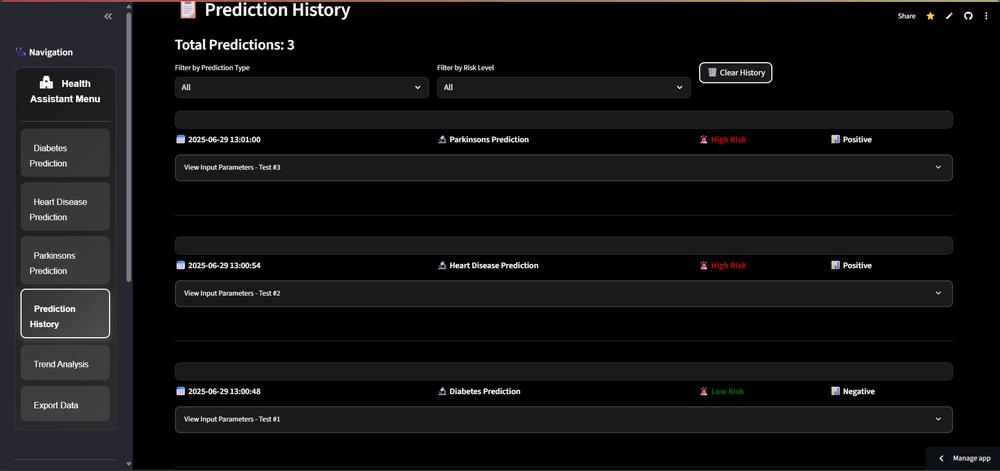 Navigation
Health
Assistant Menu
Diabetes
Prediction
Heart Disease
Prediction
Parkinsons
Prediction
Prediction
History
Trend Analysis
Export Data
Share
Prediction History
Total Predictions: 3
Filter by Prediction Type
Filter by Risk Level
Clear History
All
All
2025-06-29 13:01:00 Parkinsons Prediction High Risk Positive
View Input Parameters - Test #3
2025-06-29 13:00:54 Heart Disease Prediction High Risk Positive
View Input Parameters - Test #2
2025-06-29 13:00:48 Diabetes Prediction Low Risk Negative
View Input Parameters - Test #1
Manage app